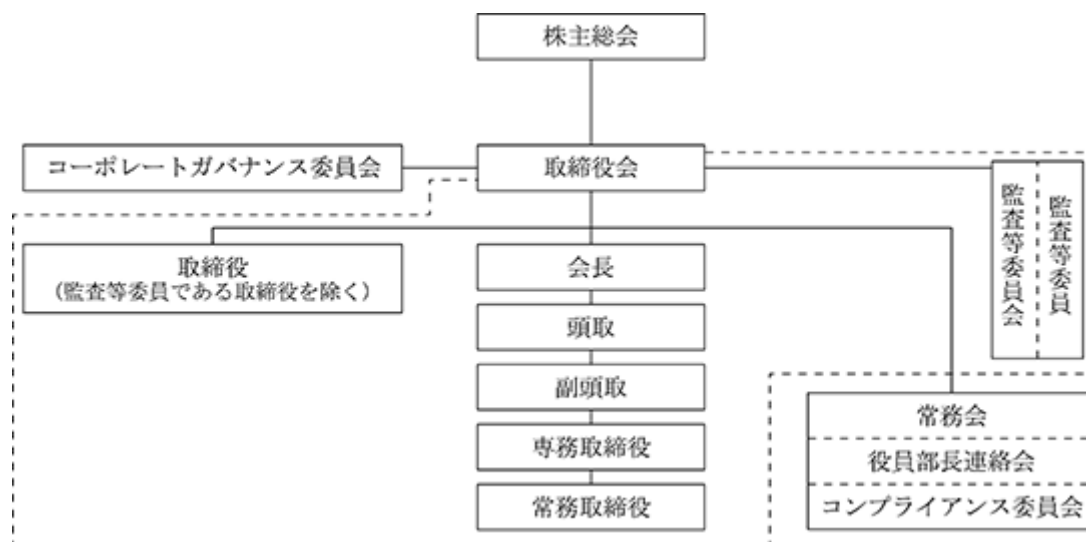 株主総会
コーポレートガバナンス委員会
取締役会
監査等委員会
監査等委員
取締役
(監査等委員である取締役を除く)
会長
頭取
副頭取
専務取締役
常務取締役
常務会
役員部長連絡会
コンプライアンス委員会